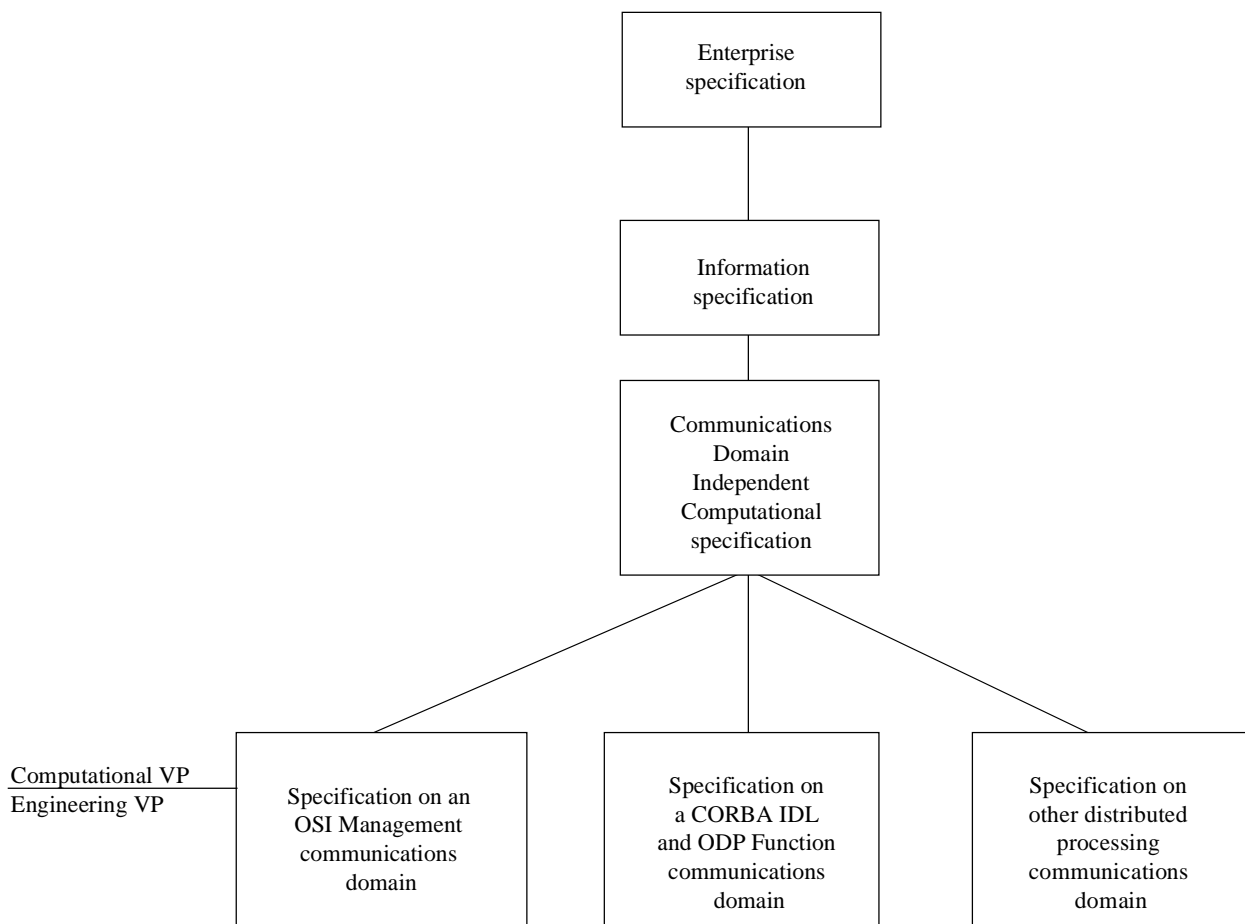 Enterprise
specification
Information
specification
Communications
Domain
Independent
Computational
specification
Computational VP
Engineering VP
Specification on an
OSI Management
communications
domain
Specification on
a CORBA IDL
and ODP Function
communications
domain
Specification on
other distributed
processing
communications
domain